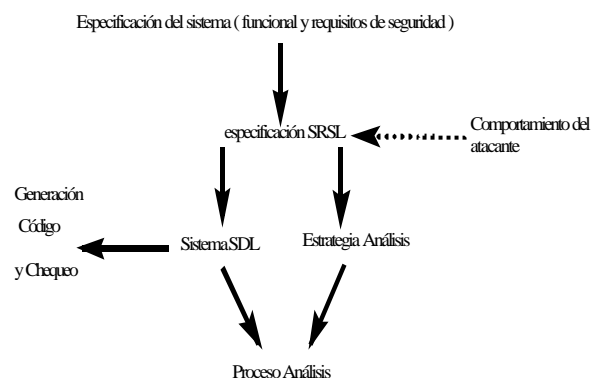 Especificación del sistema ( funcional y requisitos de seguridad )
especificación SRSL
Comportamiento del
atacante
Generación
Código
y Chequeo
Sistema SDL
Estrategia Análisis
Proceso Análisis